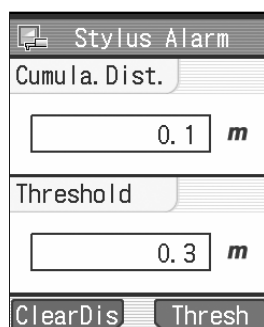 Stylus Alarm
Cumula. Dist.
0.1 m
Threshold
0.3 m
ClearDis Thresh